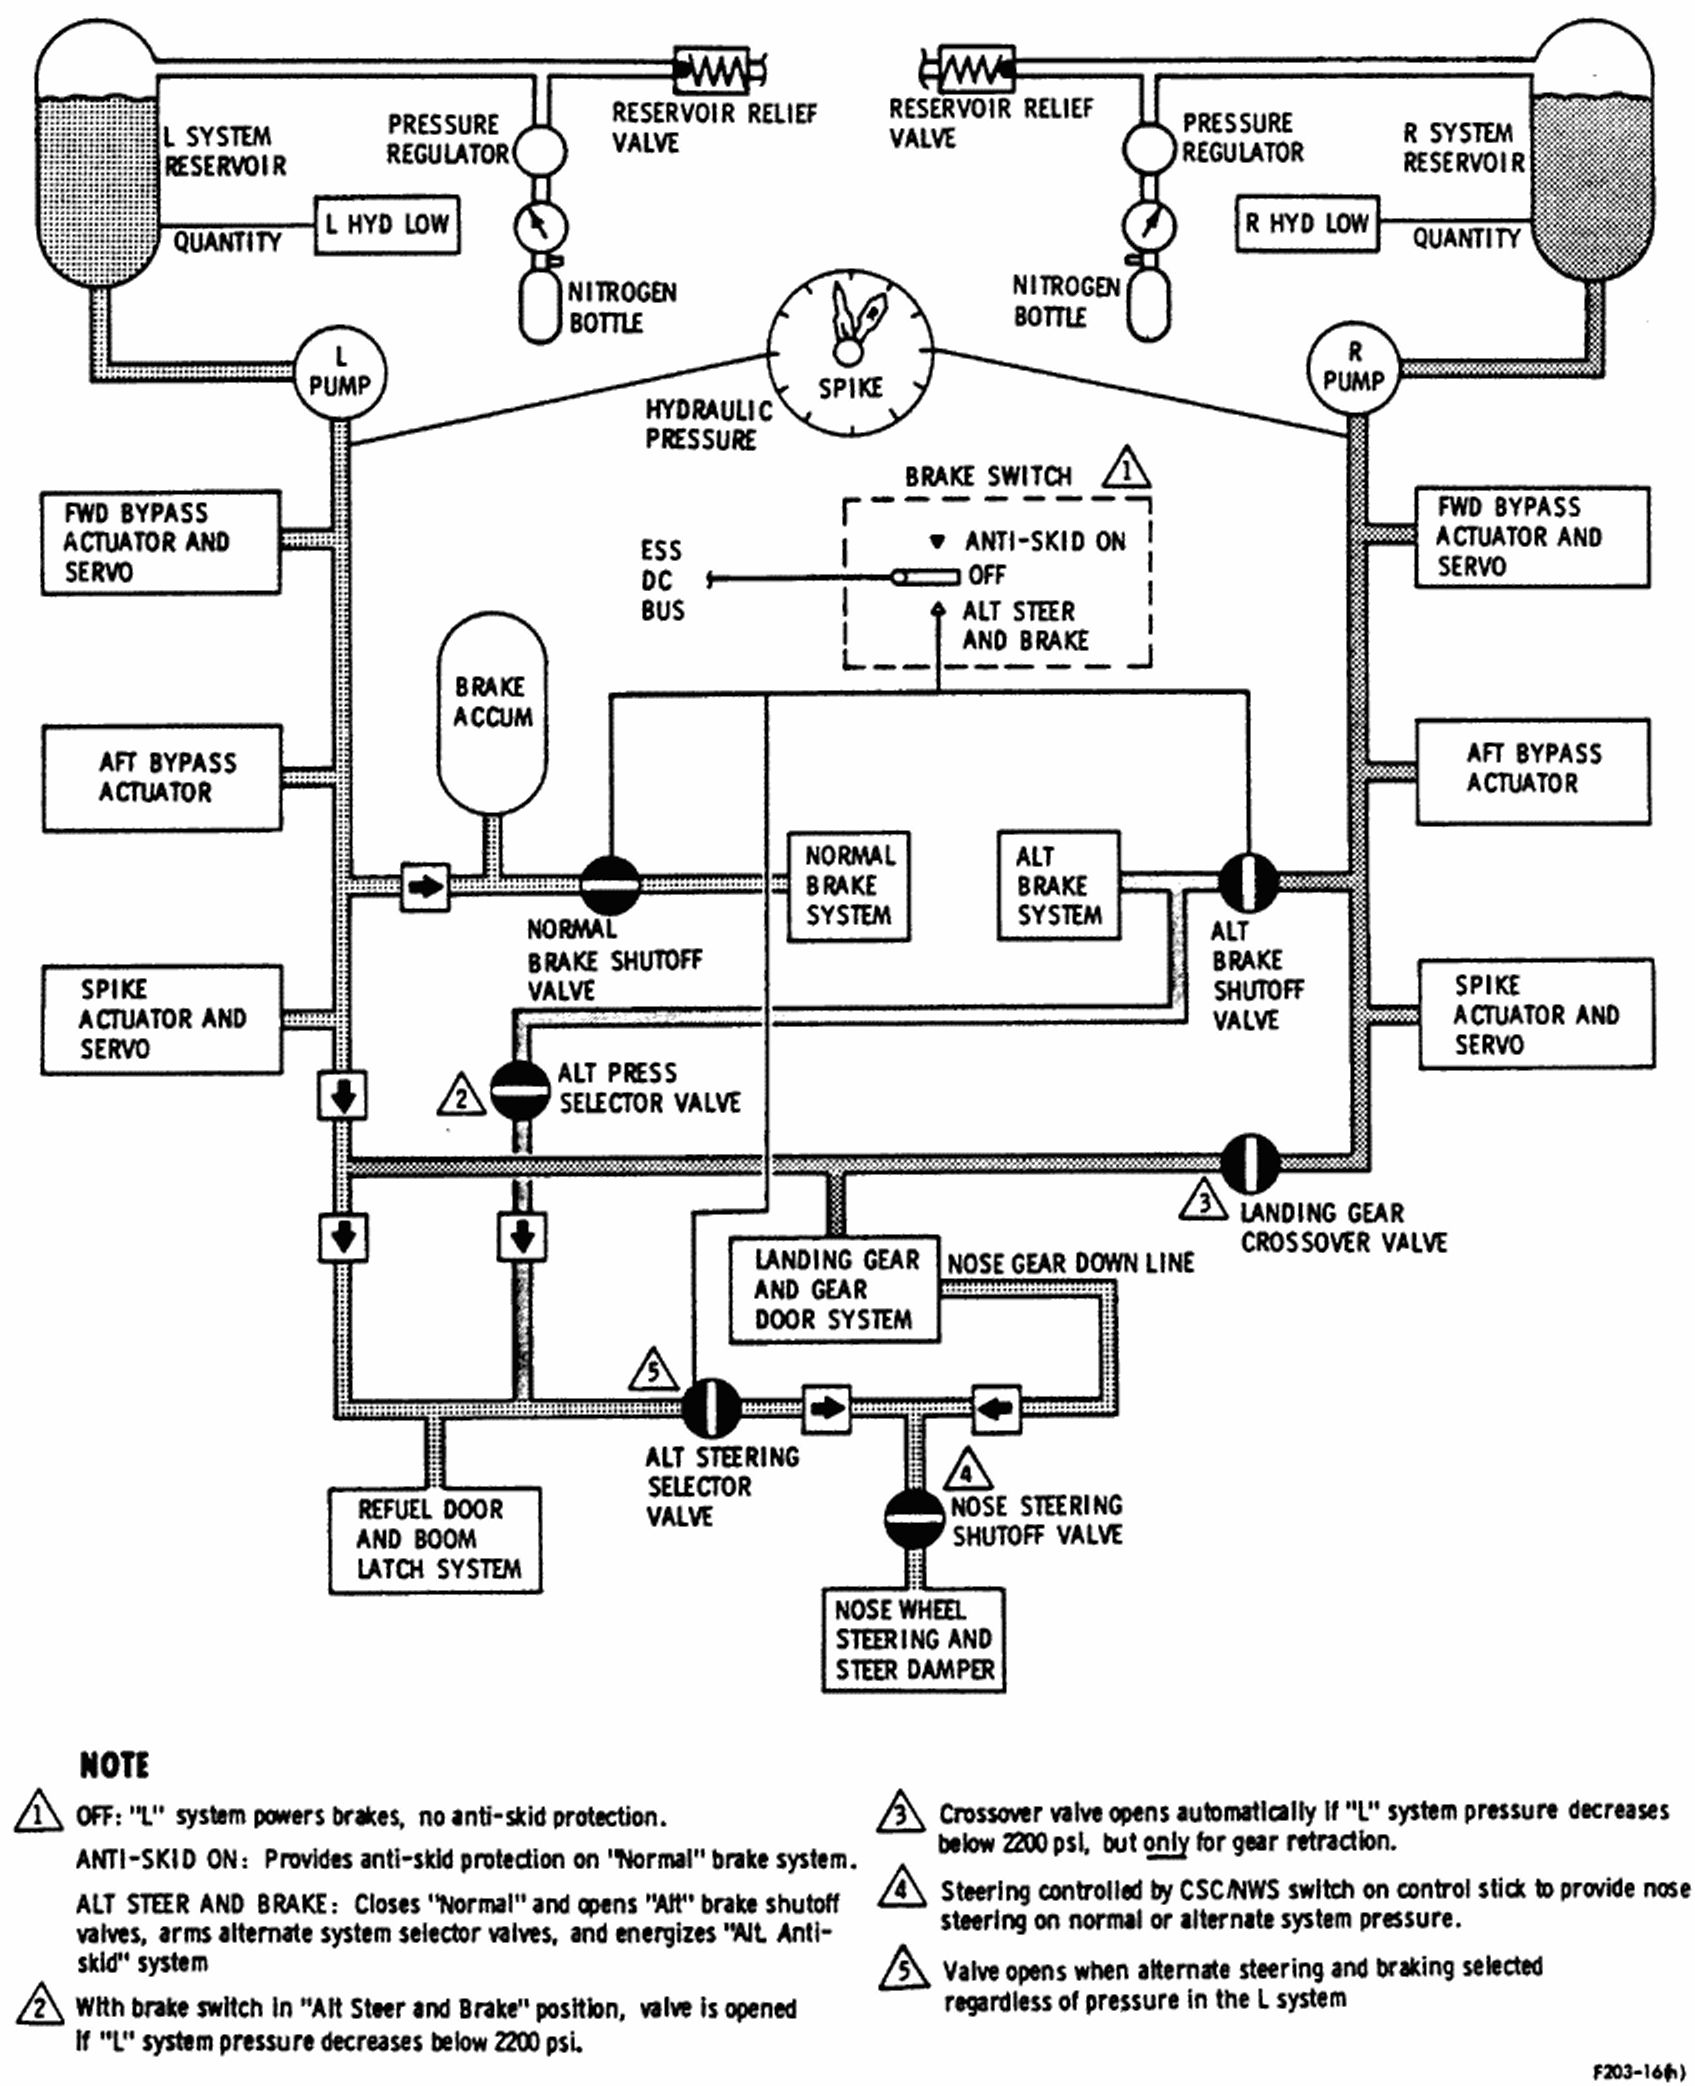 RESERVOIR RELIEF
VALVE
RESERVOIR RELIEF
VALVE
L SYSTEM
RESERVOIR
PRESSURE
REGULATOR
PRESSURE
REGULATOR
R SYSTEM
RESERVOIR
L HYD LOW
QUANTITY
R HYD LOW
QUANTITY
NITROGEN
BOTTLE
NITROGEN
BOTTLE
L
PUMP
R
PUMP
SPIKE
R
HYDRAULIC
PRESSURE
BRAKE SWITCH
1
FWD BYPASS
ACTUATOR AND
SERVO
ESS
DC
BUS
ANTI-SKID ON
OFF
ALT STEER
AND BRAKE
FWD BYPASS
ACTUATOR AND
SERVO
BRAKE
ACCUM
AFT BYPASS
ACTUATOR
AFT BYPASS
ACTUATOR
NORMAL
BRAKE
SYSTEM
ALT
BRAKE
SYSTEM
NORMAL
BRAKE SHUTOFF
VALVE
ALT
BRAKE
SHUTOFF
VALVE
SPIKE
ACTUATOR AND
SERVO
SPIKE
ACTUATOR AND
SERVO
2
ALT PRESS
SELECTOR VALVE
3
LANDING GEAR
CROSSOVER VALVE
LANDING GEAR
AND GEAR
DOOR SYSTEM
NOSE GEAR DOWN LINE
5
ALT STEERING
SELECTOR
VALVE
4
NOSE STEERING
SHUTOFF VALVE
REFUEL DOOR
AND BOOM
LATCH SYSTEM
NOSE WHEEL
STEERING AND
STEER DAMPER
NOTE
1 OFF: "L" system powers brakes, no anti-skid protection.
ANTI-SKID ON: Provides anti-skid protection on "Normal" brake system.
ALT STEER AND BRAKE: Closes "Normal" and opens "Alt" brake shutoff
valves, arms alternate system selector valves, and energizes "Alt. Anti-
skid" system
2 With brake switch in "Alt Steer and Brake" position, valve is opened
if "L" system pressure decreases below 2200 psi.
3 Crossover valve opens automatically if "L" system pressure decreases
below 2200 psi, but only for gear retraction.
4 Steering controlled by CSC/NWS switch on control stick to provide nose
steering on normal or alternate system pressure.
5 Valve opens when alternate steering and braking selected
regardless of pressure in the L system
F203-16(h)